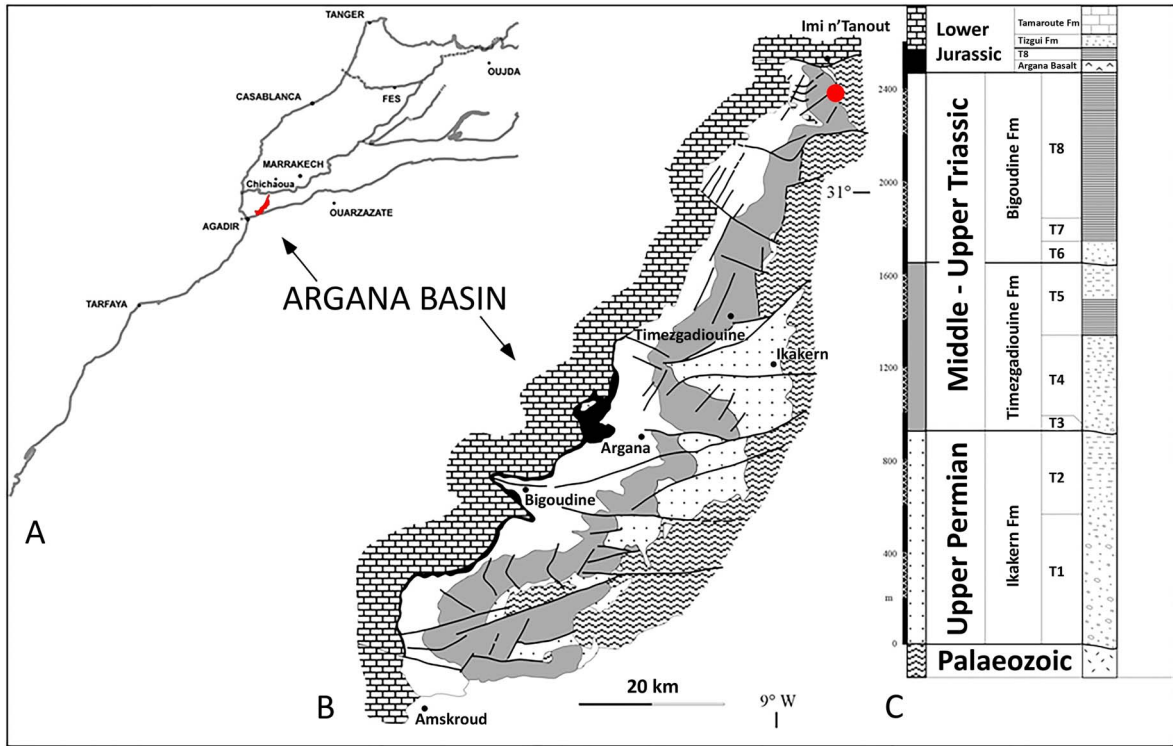 TANGER
OUJDA
CASABLANCA
FES
MARRAKECH
Chichaoua
AGADIR
OUARZAZATE
TARFAYA
ARGANA BASIN
A
Imi n'Tanout
31°
Timezgadiouine
Ikakern
Argana
Bigoudine
Amskroud
B
20 km
9° W
C
Lower
Jurassic
Tamaroute Fm
Tizgui Fm
T8
Argana Basalt
Middle - Upper Triassic
Bigoudine Fm
T8
T7
T6
Timezgadiouine Fm
T5
T4
T3
Upper Permian
Ikakern Fm
T2
T1
Palaeozoic
2400
2000
1600
1200
800
400
m
0